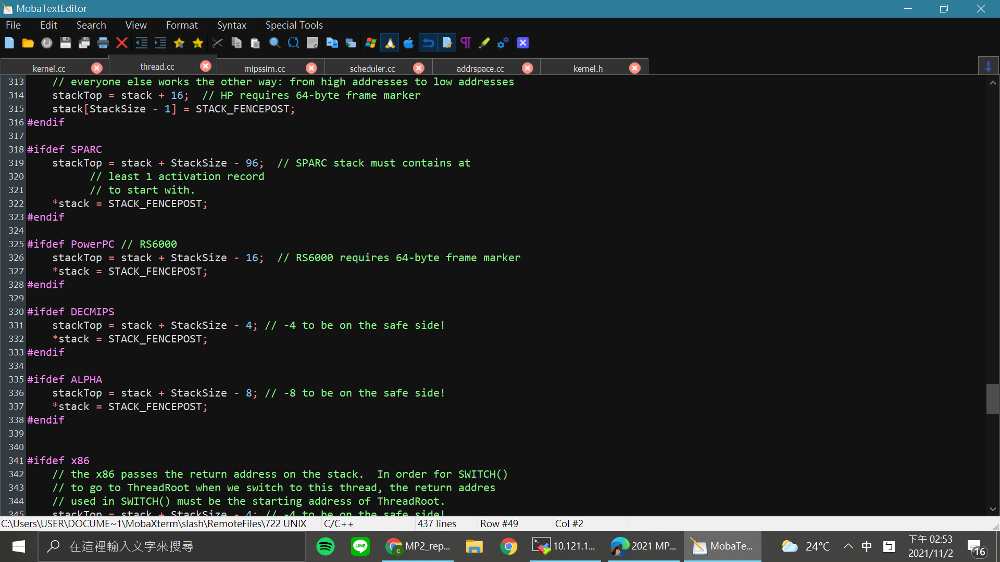 MobaTextEditor
File Edit Search View Format Syntax Special Tools
kernel.cc thread.cc mipssim.cc scheduler.cc addrspace.cc kernel.h
313 // everyone else works the other way: from high addresses to low addresses
314 stackTop = stack + 16; // HP requires 64-byte frame marker
315 stack[StackSize - 1] = STACK_FENCEPOST;
316 #endif
317
318 #ifdef SPARC
319 stackTop = stack + StackSize - 96; // SPARC stack must contains at
320 // least 1 activation record
321 // to start with.
322 *stack = STACK_FENCEPOST;
323 #endif
324
325 #ifdef PowerPC // RS6000
326 stackTop = stack + StackSize - 16; // RS6000 requires 64-byte frame marker
327 *stack = STACK_FENCEPOST;
328 #endif
329
330 #ifdef DECMIPS
331 stackTop = stack + StackSize - 4; // -4 to be on the safe side!
332 *stack = STACK_FENCEPOST;
333 #endif
334
335 #ifdef ALPHA
336 stackTop = stack + StackSize - 8; // -8 to be on the safe side!
337 *stack = STACK_FENCEPOST;
338 #endif
339
340
341 #ifdef x86
342 // the x86 passes the return address on the stack. In order for SWITCH()
343 // to go to ThreadRoot when we switch to this thread, the return addres
344 // used in SWITCH() must be the starting address of ThreadRoot.
345 stackTop = stack + StackSize - 4; // -4 to be on the safe side!
C:\Users\USER\DOCUME~1\MobaXterm\slash\RemoteFiles\722 UNIX C/C++ 437 lines Row #49 Col #2
在這裡輸入文字來搜尋 LINE C MP2_rep... 10.121.1... 2021 MP... MobaTe... 24°C 中 ㄅ 下午 02:53
2021/11/2 16